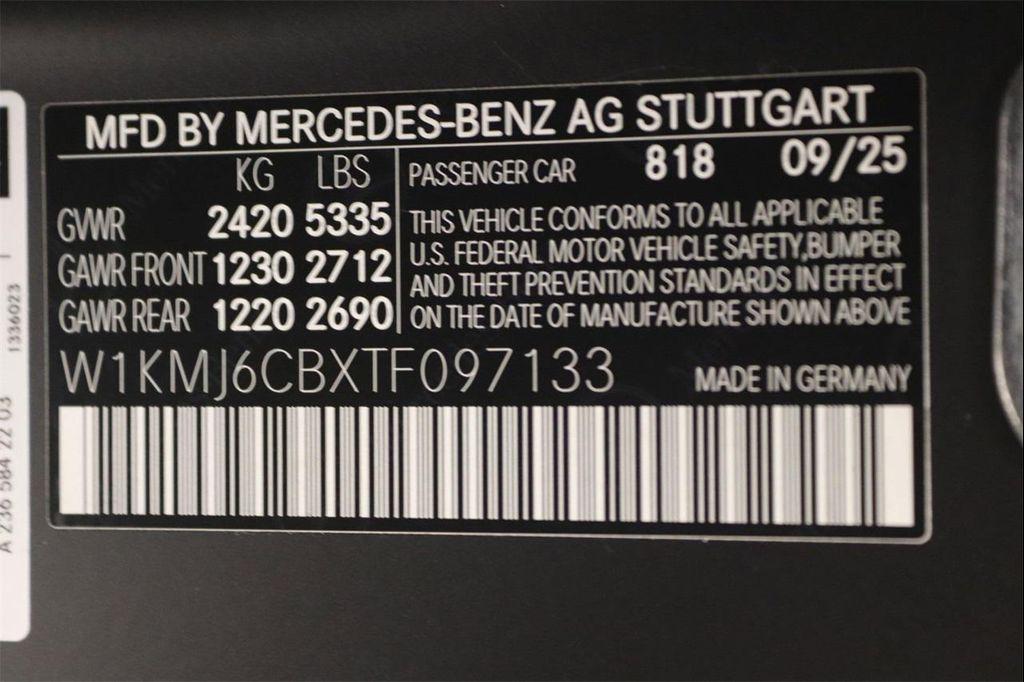 MFD BY MERCEDES-BENZ AG STUTTGART
KG LBS
GVWR 2420 5335
GAWR FRONT 1230 2712
GAWR REAR 1220 2690
PASSENGER CAR 818 09/25
THIS VEHICLE CONFORMS TO ALL APPLICABLE
U.S. FEDERAL MOTOR VEHICLE SAFETY,BUMPER
AND THEFT PREVENTION STANDARDS IN EFFECT
ON THE DATE OF MANUFACTURE SHOWN ABOVE
W1KMJ6CBXTF097133
MADE IN GERMANY
1336023
A 236 584 22 03